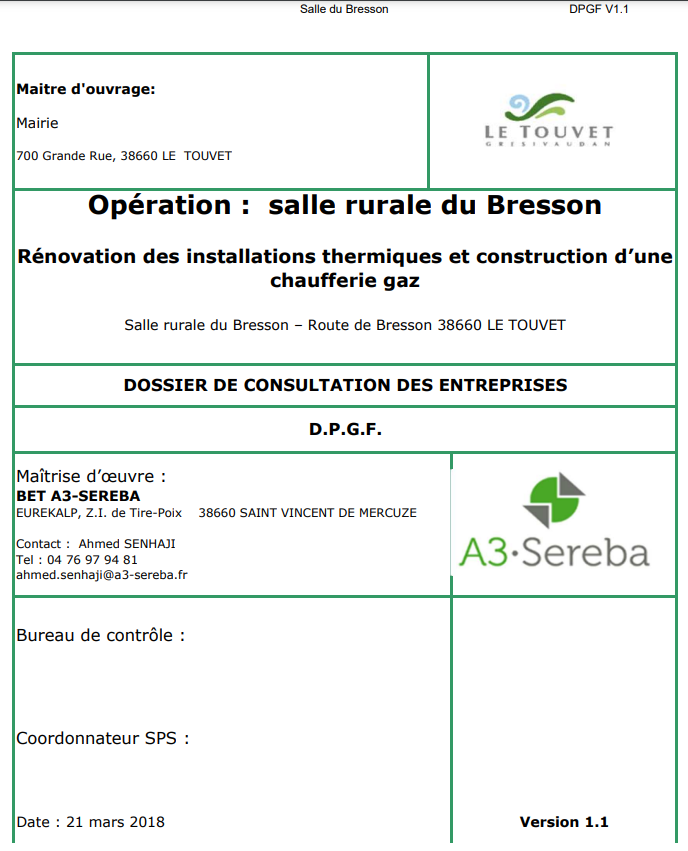 Salle du Bresson DPGF V1.1
Maitre d'ouvrage:
Mairie
700 Grande Rue, 38660 LE TOUVET
LE TOUVET
GRESIVAUDAN
Opération : salle rurale du Bresson
Rénovation des installations thermiques et construction d’une
chaufferie gaz
Salle rurale du Bresson – Route de Bresson 38660 LE TOUVET
DOSSIER DE CONSULTATION DES ENTREPRISES
D.P.G.F.
Maîtrise d’œuvre :
BET A3-SEREBA
EUREKALP, Z.I. de Tire-Poix 38660 SAINT VINCENT DE MERCUZE
Contact : Ahmed SENHAJI
Tel : 04 76 97 94 81
ahmed.senhaji@a3-sereba.fr
A3·Sereba
Bureau de contrôle :
Coordonnateur SPS :
Date : 21 mars 2018
Version 1.1